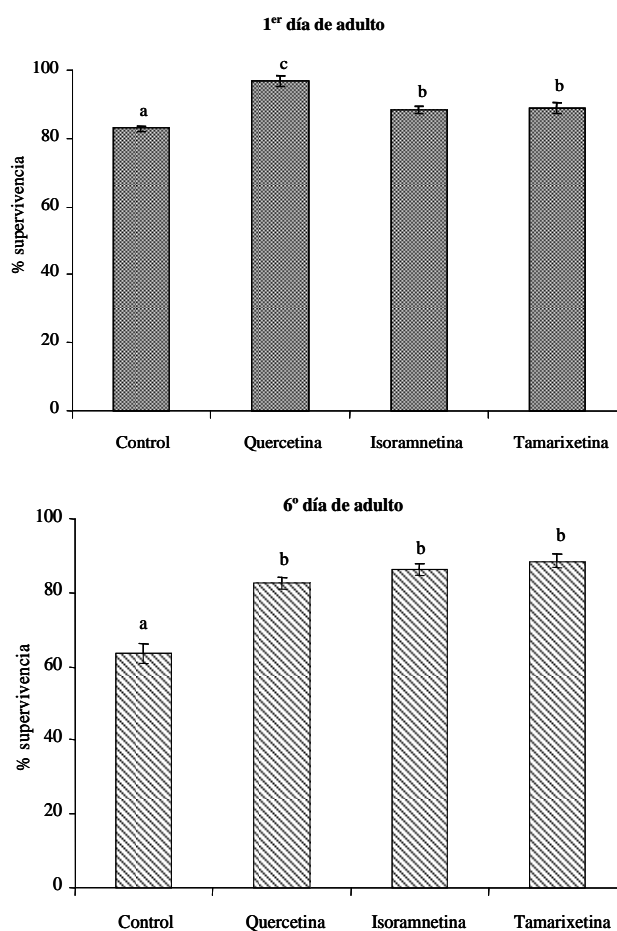 1er día de adulto
100
80
60
40
20
0
% supervivencia
a
c
b
b
Control Quercetina Isoramnetina Tamarixetina
6º día de adulto
100
80
60
40
20
0
% supervivencia
a
b
b
b
Control Quercetina Isoramnetina Tamarixetina